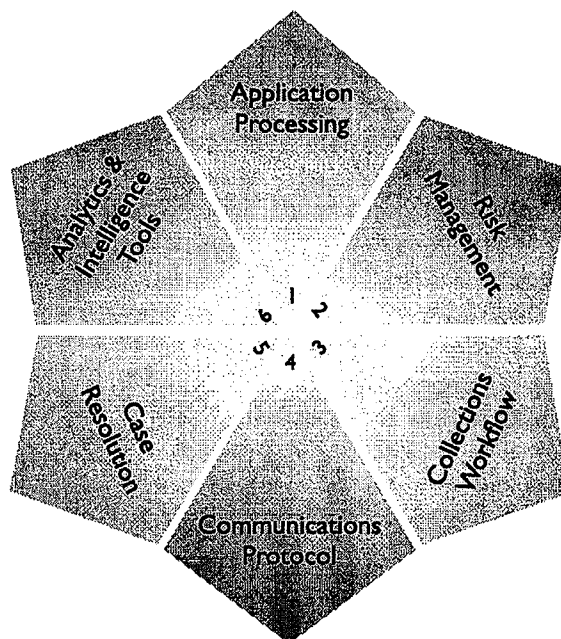 Application
Processing
Risk
Management
Collections
Workflow
Communications
Protocol
Case
Resolution
Analytics &
Intelligence
Tools
1
2
3
4
5
6